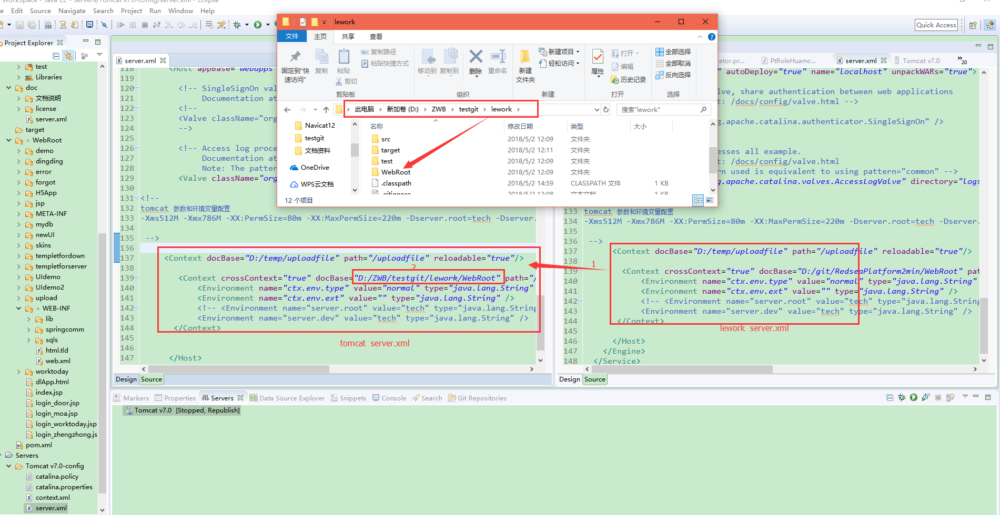 WorkSpace - Java EE - Servers/Tomcat v7.0-config/server.xml - Eclipse
e Edit Source Navigate Search Project Run Window Help
Quick Access
Project Explorer
test
Libraries
doc
文档说明
license
server.xml
target
> WebRoot
demo
dingding
error
forgot
H5App
jsp
META-INF
mydb
newUI
skins
templetfordown
templetforserver
UIdemo
UIdemo2
upload
> WEB-INF
lib
springcomm
sqls
html.tld
web.xml
worktoday
dlApp.html
index.jsp
login_door.jsp
login_moa.jsp
login_worktoday.jsp
login_zhengzhong.js
pom.xml
Servers
Tomcat v7.0-config
catalina.policy
catalina.properties
context.xml
server.xml
server.xml
118 <Host appbase="webapps
119
120 <!-- SingleSignOn val
121 Documentation at
122 <!--
123 <Valve className="org
124 -->
125
126 <!-- Access log proce
127 Documentation at
128 Note: The patter
129 <Valve className="org
130
131 <!--
132 tomcat 参数和环境变量配置
133 -Xms512M -Xmx786M -XX:PermSize=80m -XX:MaxPermSize=220m -Dserver.root=tech -Dserver.
134
135 -->
136
137 <Context docBase="D:/temp/uploadfile" path="/uploadfile" reloadable="true"/>
138
2
139 <Context crossContext="true" docBase="D:/ZWB/testgit/lework/WebRoot" path="/
140 <Environment name="ctx.env.type" value="normal" type="java.lang.String"
141 <Environment name="ctx.env.ext" value="" type="java.lang.String" />
142 <!-- <Environment name="server.root" value="tech" type="java.lang.String
143 <Environment name="server.dev" value="tech" type="java.lang.String" />
144 </Context>
145
146
tomcat server.xml
147 </Host>
Design Source
lework
文件 主页 共享 查看
固定到"快速访问"
复制
粘贴
复制路径
粘贴快捷方式
剪切
剪贴板
移动到
复制到
删除
重命名
组织
新建
文件夹
新建项目
轻松访问
新建
属性
打开
编辑
历史记录
打开
全部选择
全部取消
反向选择
选择
此电脑 新加卷 (D:) ZWB testgit lework
搜索"lework"
Navicat12
testgit
文档资料
OneDrive
WPS云文档
名称 修改日期 类型 大小
src 2018/5/2 12:09 文件夹
target 2018/5/2 12:11 文件夹
test 2018/5/2 12:09 文件夹
WebRoot 2018/5/2 12:09 文件夹
.classpath 2018/5/2 14:59 CLASSPATH 文件 1 KB
.gitignore 2018/5/2 12:08 文本文档 1 KB
12 个项目
ator.pr... PtRoleHuamc... server.xml Tomcat v7.0 20
" autoDeploy="true" name="localhost" unpackWARs="true">
lve, share authentication between web applications
t: /docs/config/valve.html -->
g.apache.catalina.authenticator.SingleSignOn" />
esses all example.
t: /docs/config/valve.html
rn used is equivalent to using pattern="common" -->
g.apache.catalina.valves.AccessLogValve" directory="logs
133 tomcat 参数和环境变量配置
134 -Xms512M -Xmx786M -XX:PermSize=80m -XX:MaxPermSize=220m -Dserver.root=tech -Dserver.
135
136 -->
137 <Context docBase="D:/temp/uploadfile" path="/uploadfile" reloadable="true"/>
1
138
139 <Context crossContext="true" docBase="D:/git/RedseaPlatform2min/WebRoot" pat
140 <Environment name="ctx.env.type" value="normal" type="java.lang.String"
141 <Environment name="ctx.env.ext" value="" type="java.lang.String" />
142 <!-- <Environment name="server.root" value="tech" type="java.lang.String
143 <Environment name="server.dev" value="tech" type="java.lang.String" />
144 </Context>
lework server.xml
145
146 </Host>
147 </Engine>
148 </Service>
Design Source
Markers Properties Servers Data Source Explorer Snippets Console Search Git Repositories
Tomcat v7.0 [Stopped, Republish]